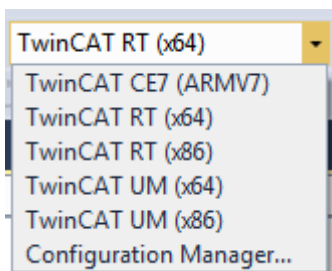 TwinCAT RT (x64)
TwinCAT CE7 (ARMV7)
TwinCAT RT (x64)
TwinCAT RT (x86)
TwinCAT UM (x64)
TwinCAT UM (x86)
Configuration Manager...